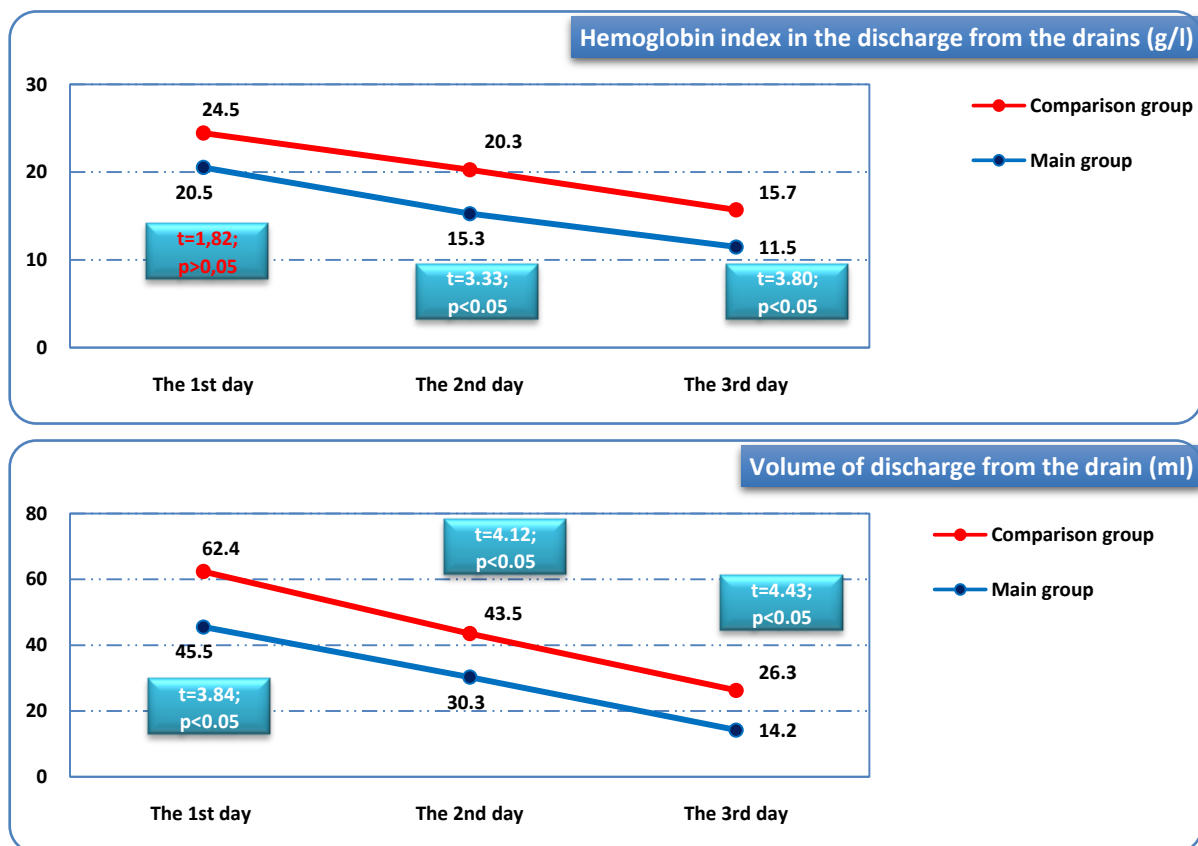 Hemoglobin index in the discharge from the drains (g/l)
30
20
10
0
24.5
20.3
15.7
20.5
15.3
11.5
t=1,82;
p>0,05
t=3.33;
p<0.05
t=3.80;
p<0.05
The 1st day
The 2nd day
The 3rd day
Comparison group
Main group
Volume of discharge from the drain (ml)
80
60
40
20
0
62.4
43.5
26.3
45.5
30.3
14.2
t=3.84;
p<0.05
t=4.12;
p<0.05
t=4.43;
p<0.05
The 1st day
The 2nd day
The 3rd day
Comparison group
Main group